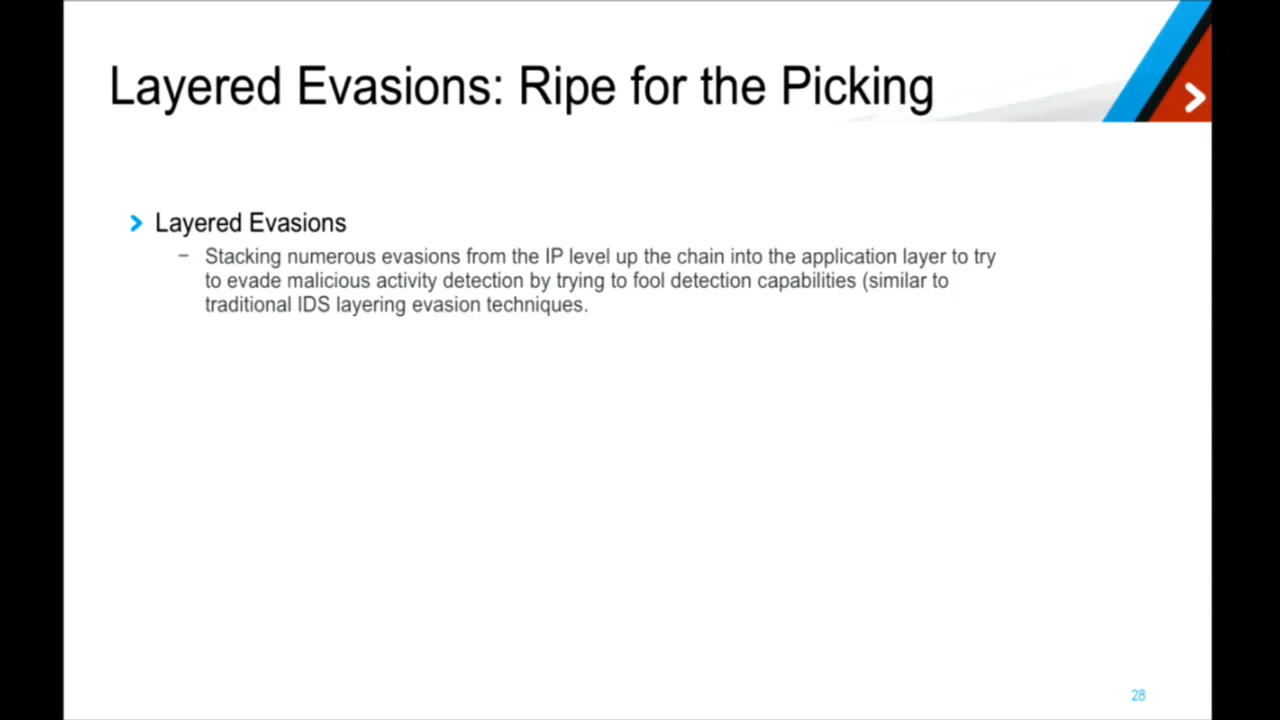 Layered Evasions: Ripe for the Picking
Layered Evasions
– Stacking numerous evasions from the IP level up the chain into the application layer to try
to evade malicious activity detection by trying to fool detection capabilities (similar to
traditional IDS layering evasion techniques.
28